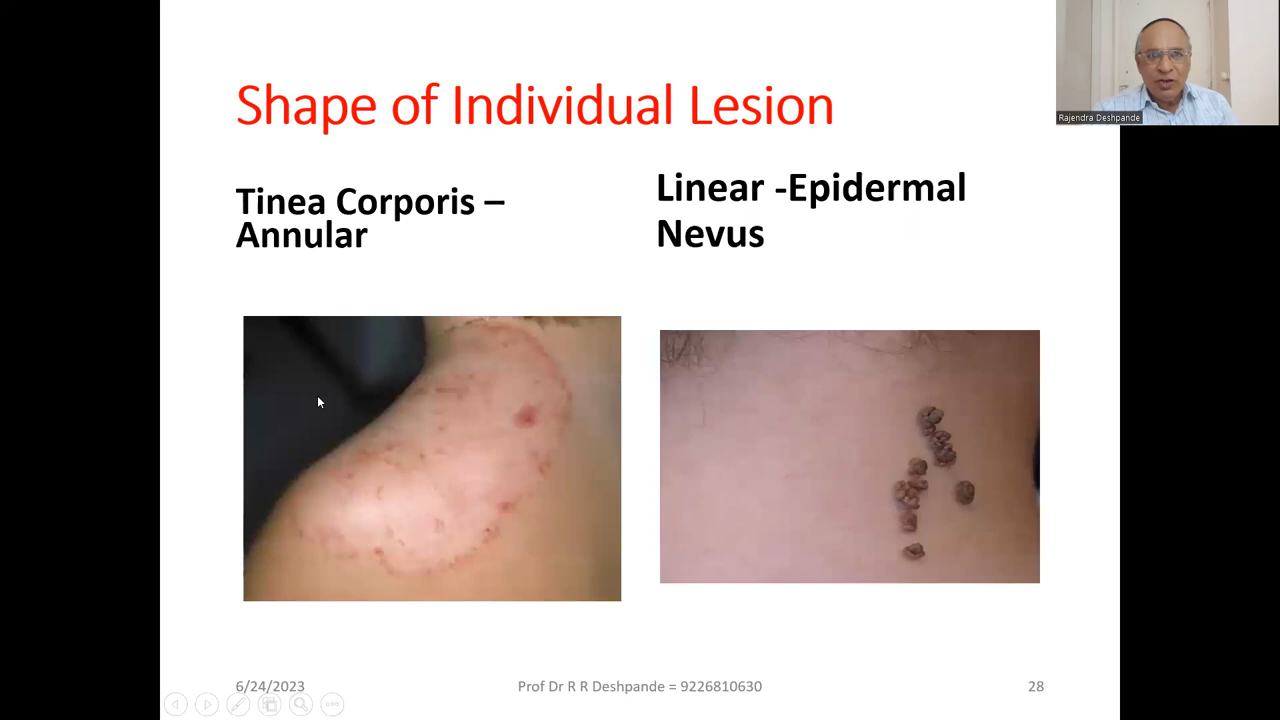 Shape of Individual Lesion
Rajendra Deshpande
Tinea Corporis –
Annular
Linear -Epidermal
Nevus
6/24/2023
Prof Dr R R Deshpande = 9226810630
28